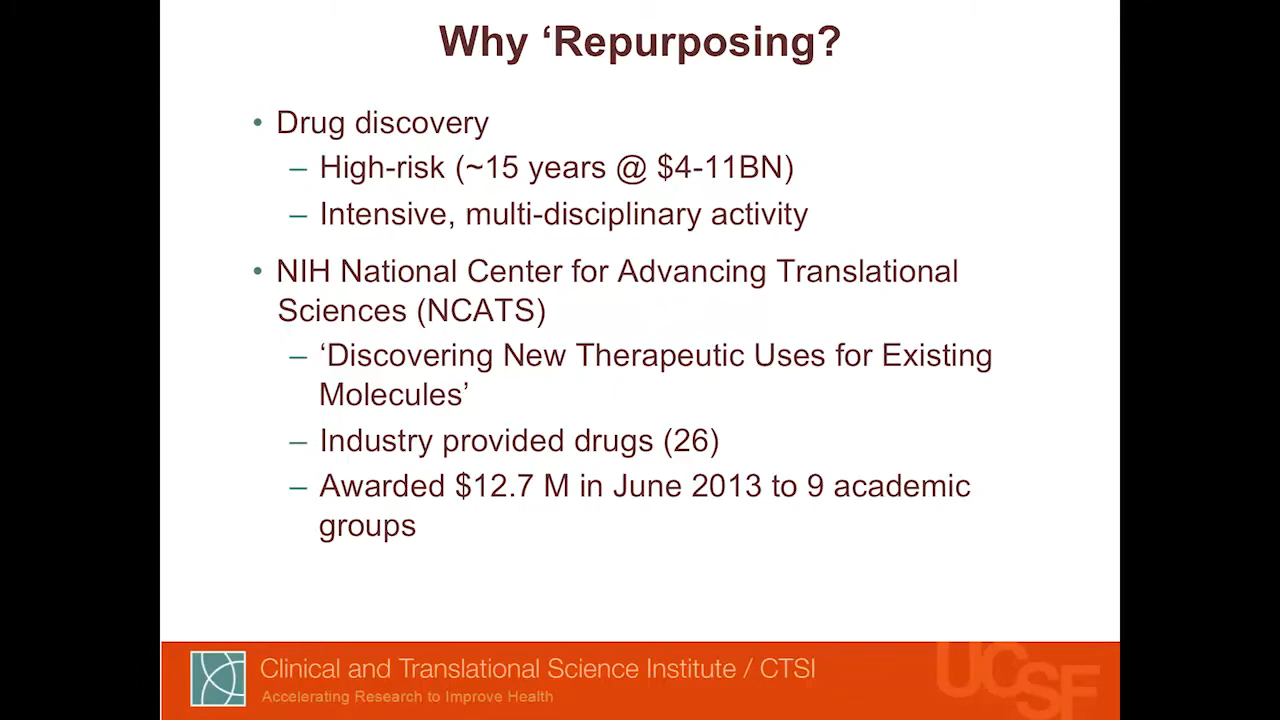 Why ‘Repurposing?
• Drug discovery
– High-risk (~15 years @ $4-11BN)
– Intensive, multi-disciplinary activity
• NIH National Center for Advancing Translational
Sciences (NCATS)
– ‘Discovering New Therapeutic Uses for Existing
Molecules’
– Industry provided drugs (26)
– Awarded $12.7 M in June 2013 to 9 academic
groups
Clinical and Translational Science Institute / CTSI
Accelerating Research to Improve Health
UCSF